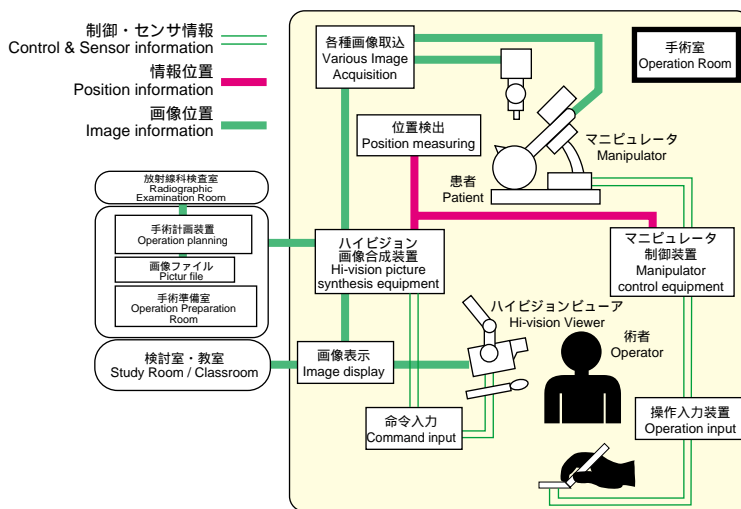 制御・センサ情報
Control & Sensor information
情報位置
Position information
画像位置
Image information
各種画像取込
Various Image
Acquisition
手術室
Operation Room
位置検出
Position measuring
マニピュレータ
Manipulator
患者
Patient
放射線科検査室
Radiographic
Examination Room
手術計画装置
Operation planning
画像ファイル
Pictur file
手術準備室
Operation Preparation
Room
ハイビジョン
画像合成装置
Hi-vision picture
synthesis equipment
マニピュレータ
制御装置
Manipulator
control equipment
ハイビジョンビューア
Hi-vision Viewer
術者
Operator
検討室・教室
Study Room / Classroom
画像表示
Image display
命令入力
Command input
操作入力装置
Operation input